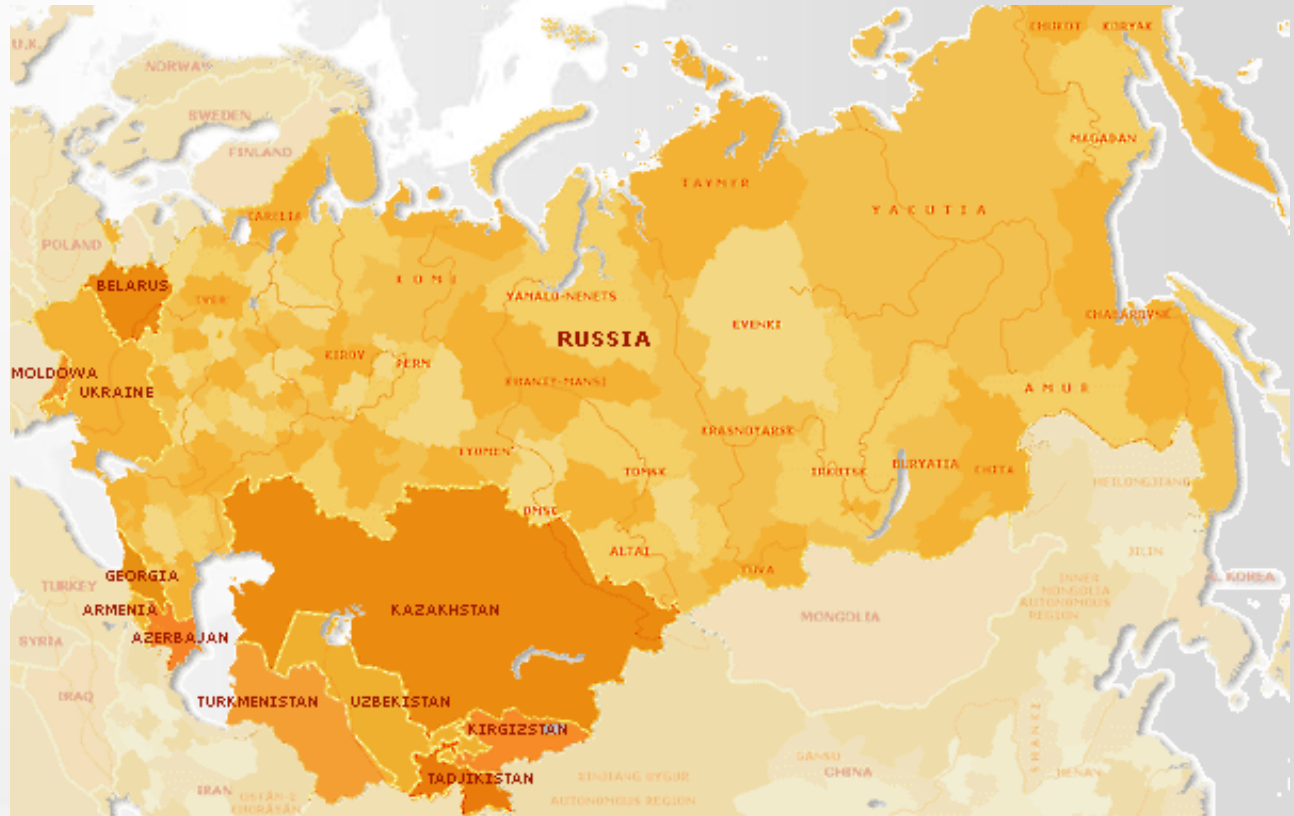 U.K.
NORWAY
SWEDEN
FINLAND
CHUKOT
KORYAK
MAGADAN
TAYMYR
YAKUTIA
KARELIA
POLAND
BELARUS
TVER
KOMI
YAMALO-NENETS
EVENKI
RUSSIA
CHABAROVSK
KIROV
PERM
MOLDOWA
UKRAINE
KHANTY-MANSI
AMUR
KRASNOYARSK
TYUMEN
TOMSK
IRKUTSK
BURYATIA
CHITA
HEILONGJIANG
OMSK
ALTAI
TUVA
JILIN
GEORGIA
TURKEY
INNER
MONGOLIA
AUTONOMOUS
REGION
KOREA
ARMENIA
KAZAKHSTAN
MONGOLIA
AZERBAJAN
SYRIA
IRAQ
TURKMENISTAN
UZBEKISTAN
KIRGIZSTAN
TADJIKISTAN
XINJIANG UYGUR
AUTONOMOUS REGION
GANSU
CHINA
HENAN
IRAN